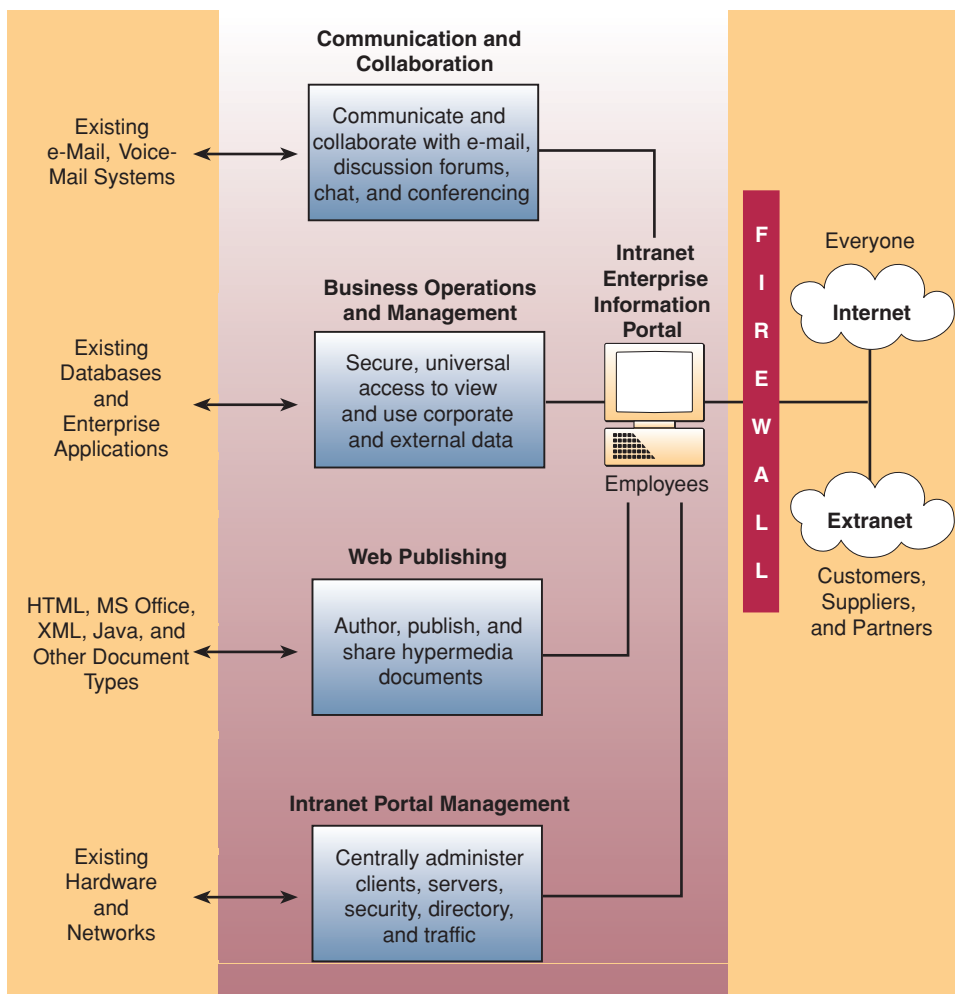 Communication and
Collaboration
Existing
e-Mail, Voice-
Mail Systems
Communicate and
collaborate with e-mail,
discussion forums,
chat, and conferencing
Intranet
Enterprise
Information
Portal
Employees
Business Operations
and Management
Existing
Databases
and
Enterprise
Applications
Secure, universal
access to view
and use corporate
and external data
Web Publishing
HTML, MS Office,
XML, Java, and
Other Document
Types
Author, publish, and
share hypermedia
documents
Intranet Portal Management
Existing
Hardware
and
Networks
Centrally administer
clients, servers,
security, directory,
and traffic
F
I
R
E
W
A
L
L
Everyone
Internet
Extranet
Customers,
Suppliers,
and Partners